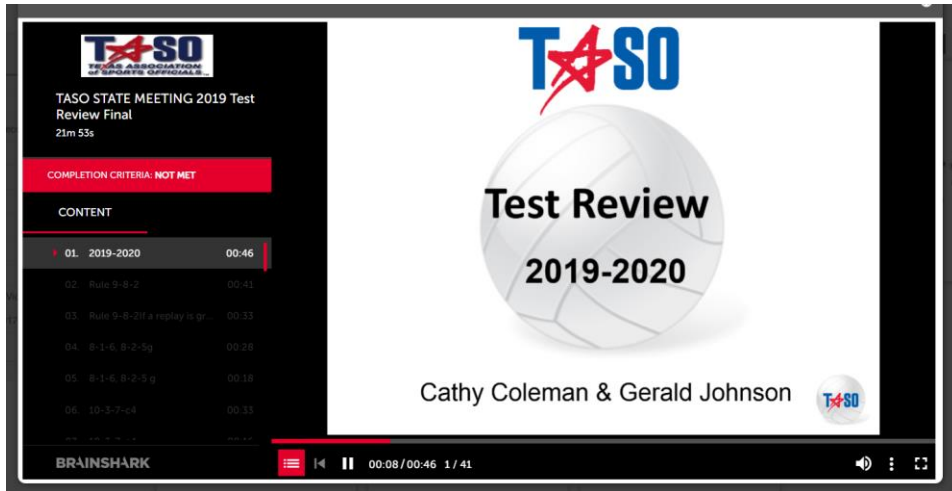 TASO
TEXAS ASSOCIATION
of SPORTS OFFICIALS
TASO STATE MEETING 2019 Test
Review Final
21m 53s
COMPLETION CRITERIA: NOT MET
CONTENT
01. 2019-2020 00:46
02. Rule 9-8-2 00:41
03. Rule 9-8-2If a replay is gr... 00:33
04. 8-1-6, 8-2-5g 00:28
05. 8-1-6, 8-2-5 g 00:18
06. 10-3-7-c4 00:33
BRAINSHARK
TASO
Test Review
2019-2020
Cathy Coleman & Gerald Johnson
TASO
00:08 / 00:46 1 / 41